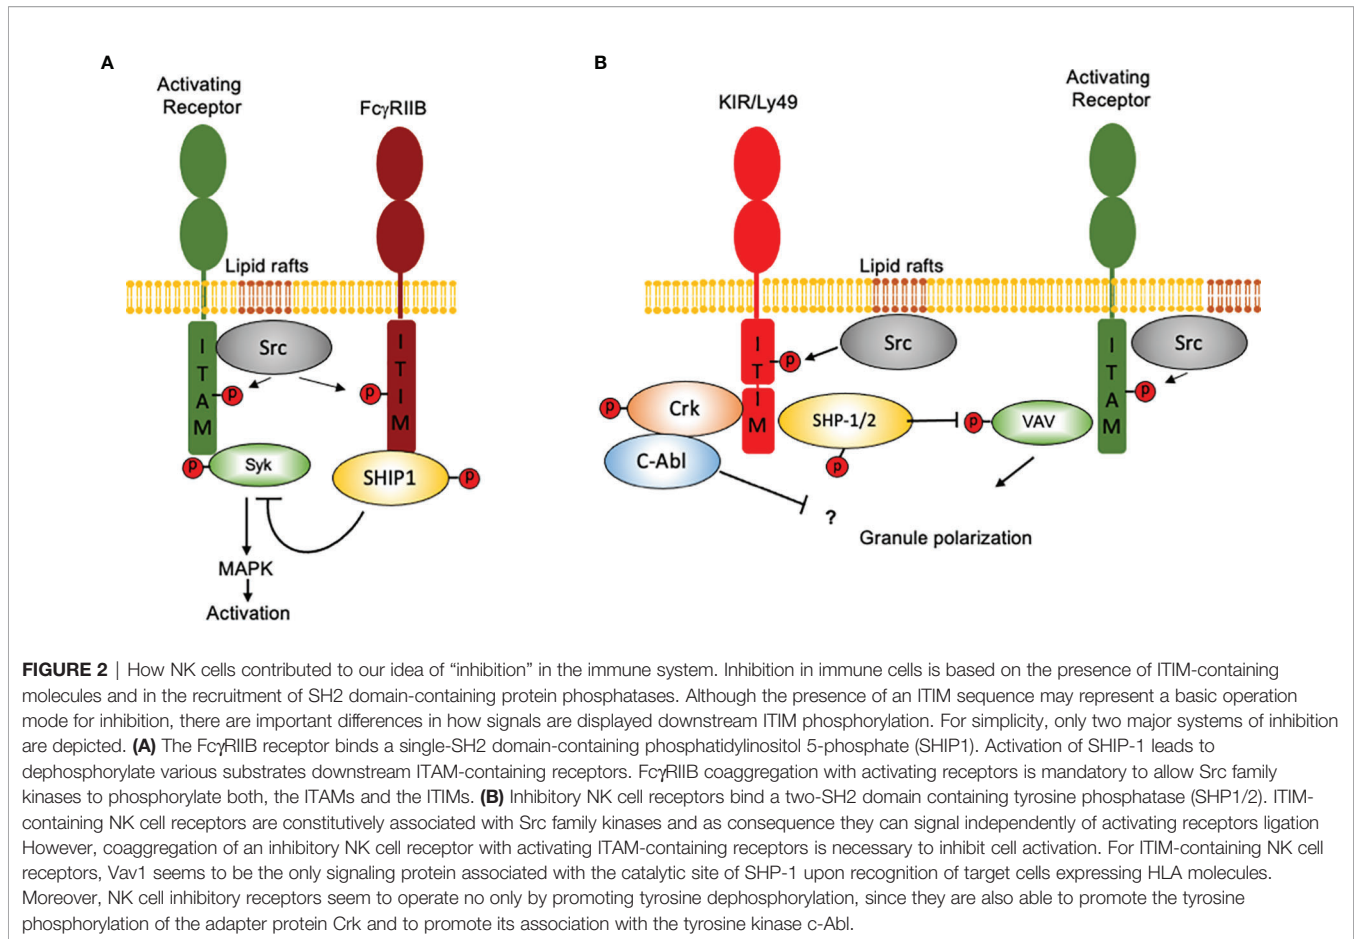 A
Activating
Receptor
FcγRIIB
Lipid rafts
Src
I
T
A
M
P
I
T
I
M
P
P
Syk
SHIP1
P
MAPK
Activation
B
KIR/Ly49
Activating
Receptor
Lipid rafts
Src
I
T
I
M
P
Src
I
T
A
M
P
P
Crk
C-Abl
SHP-1/2
P
P
VAV
?
Granule polarization
FIGURE 2 | How NK cells contributed to our idea of “inhibition” in the immune system. Inhibition in immune cells is based on the presence of ITIM-containing
molecules and in the recruitment of SH2 domain-containing protein phosphatases. Although the presence of an ITIM sequence may represent a basic operation
mode for inhibition, there are important differences in how signals are displayed downstream ITIM phosphorylation. For simplicity, only two major systems of inhibition
are depicted. (A) The FcγRIIB receptor binds a single-SH2 domain-containing phosphatidylinositol 5-phosphate (SHIP1). Activation of SHIP-1 leads to
dephosphorylate various substrates downstream ITAM-containing receptors. FcγRIIB coaggregation with activating receptors is mandatory to allow Src family
kinases to phosphorylate both, the ITAMs and the ITIMs. (B) Inhibitory NK cell receptors bind a two-SH2 domain containing tyrosine phosphatase (SHP1/2). ITIM-
containing NK cell receptors are constitutively associated with Src family kinases and as consequence they can signal independently of activating receptors ligation
However, coaggregation of an inhibitory NK cell receptor with activating ITAM-containing receptors is necessary to inhibit cell activation. For ITIM-containing NK cell
receptors, Vav1 seems to be the only signaling protein associated with the catalytic site of SHP-1 upon recognition of target cells expressing HLA molecules.
Moreover, NK cell inhibitory receptors seem to operate no only by promoting tyrosine dephosphorylation, since they are also able to promote the tyrosine
phosphorylation of the adapter protein Crk and to promote its association with the tyrosine kinase c-Abl.